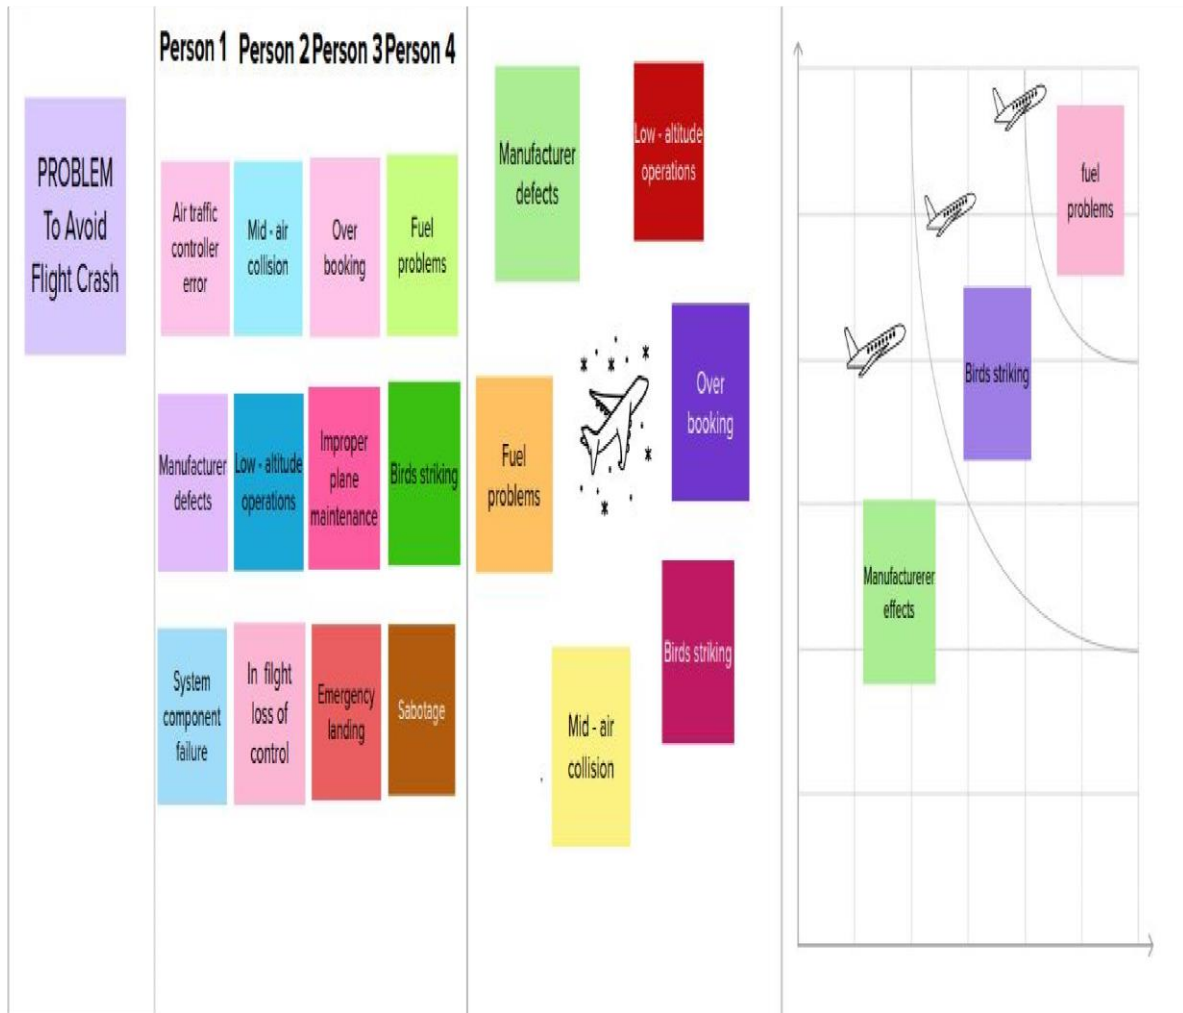 PROBLEM
To Avoid
Flight Crash
Person 1
Person 2
Person 3
Person 4
Air traffic
controller
error
Mid - air
collision
Over
booking
Fuel
problems
Manufacturer
defects
Low - altitude
operations
Improper
plane
maintenance
Birds striking
System
component
failure
In flight
loss of
control
Emergency
landing
Sabotage
Manufacturer
defects
Low - altitude
operations
Over
booking
Fuel
problems
Birds striking
Mid - air
collision
fuel
problems
Birds striking
Manufacturerer
effects